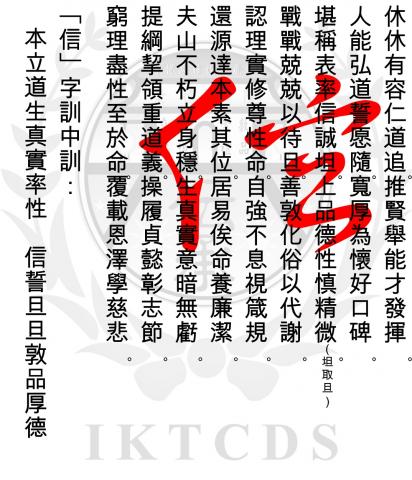 休休有容仁道追。推賢舉能才發揮。
人能弘道誓愿隨。寬厚為懷好口碑。
堪稱表率信誠坦。上品德性慎精微。(坦取旦)
戰戰兢兢以待旦。善敦化俗以代謝。
認理實修尊性命。自強不息視箴規。
還源達本素其位。居易俟命養廉潔。
夫山不朽立身穩。生真實意暗無虧。
提綱挈領重道義。操履貞懿彰志節。
窮理盡性至於命。覆載恩澤學慈悲。
「信」字訓中訓:
本立道生真實率性 信誓旦旦敦品厚德
信
IKTCDS